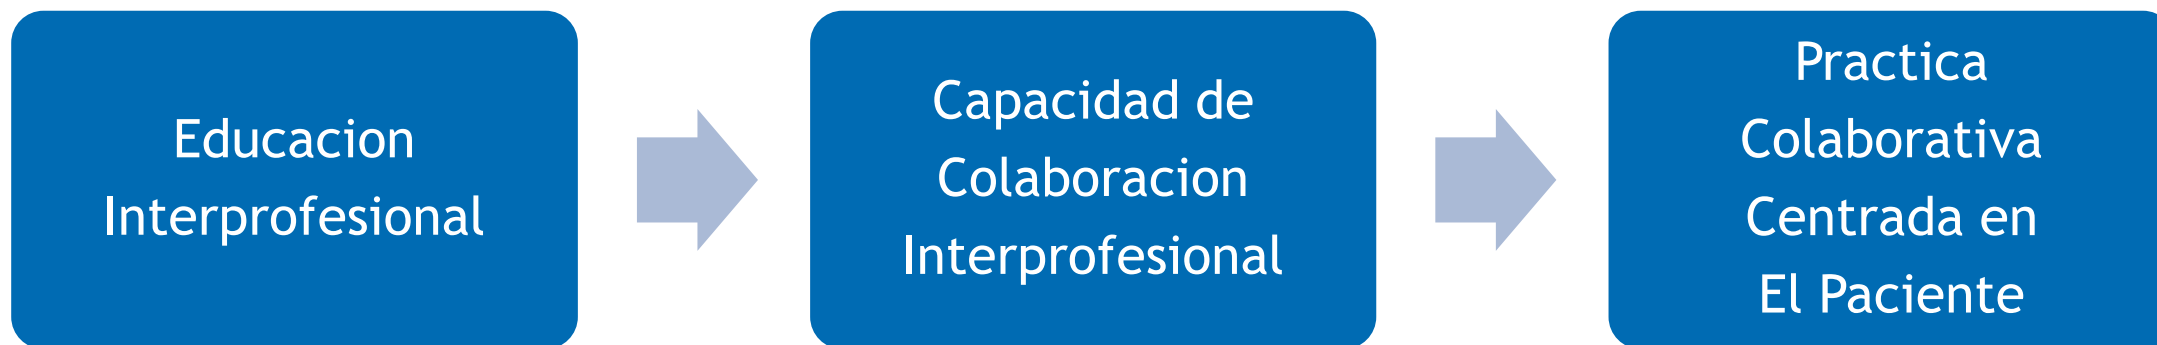 Educacion
Interprofesional
Capacidad de
Colaboracion
Interprofesional
Practica
Colaborativa
Centrada en
El Paciente